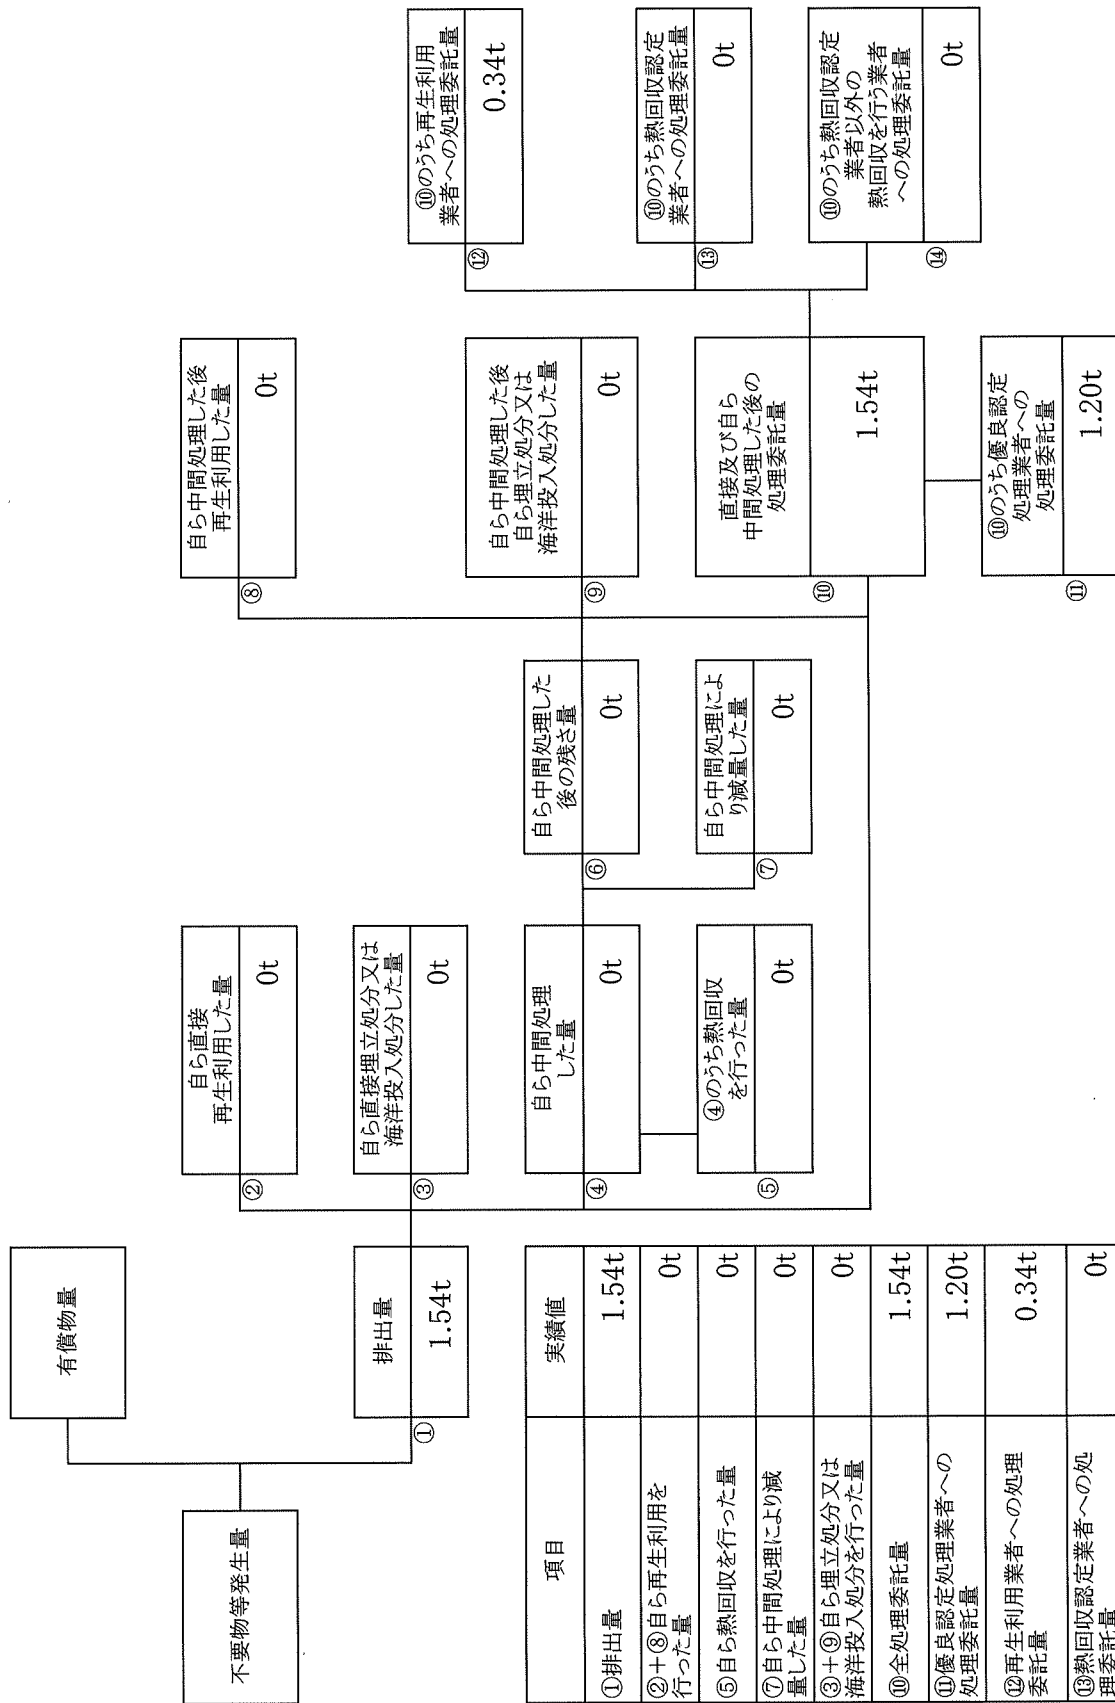 不要物等発生量
有償物量
排出量
①
1.54t
自ら直接
再生利用した量
②
0t
自ら直接埋立処分又は
海洋投入処分した量
③
0t
自ら中間処理
した量
④
0t
④のうち熱回収
を行った量
⑤
0t
自ら中間処理した
後の残さ量
⑥
0t
自ら中間処理によ
り減量した量
⑦
0t
自ら中間処理した後
再生利用した量
⑧
0t
自ら中間処理した後
自ら埋立処分又は
海洋投入処分した量
⑨
0t
直接及び自ら
中間処理した後の
処理委託量
⑩
1.54t
⑩のうち優良認定
処理業者への
処理委託量
⑪
1.20t
⑩のうち再生利用
業者への処理委託量
⑫
0.34t
⑩のうち熱回収認定
業者への処理委託量
⑬
0t
⑩のうち熱回収認定
業者以外の
熱回収を行う業者
への処理委託量
⑭
0t
項目 実績値
①排出量 1.54t
②+⑧自ら再生利用を
行った量 0t
⑤自ら熱回収を行った量 0t
⑦自ら中間処理により減
量した量 0t
③+⑨自ら埋立処分又は
海洋投入処分を行った量 0t
⑩全処理委託量 1.54t
⑪優良認定処理業者への
処理委託量 1.20t
⑫再生利用業者への処理
委託量 0.34t
⑬熱回収認定業者への処
理委託量 0t